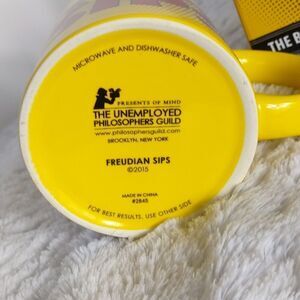 MICROWAVE AND DISHWASHER SAFE
PRESENTS OF MIND
THE UNEMPLOYED
PHILOSOPHERS GUILD
www.philosophersguild.com
BROOKLYN, NEW YORK
FREUDIAN SIPS
©2015
MADE IN CHINA
#2845
FOR BEST RESULTS, USE OTHER SIDE
THE B